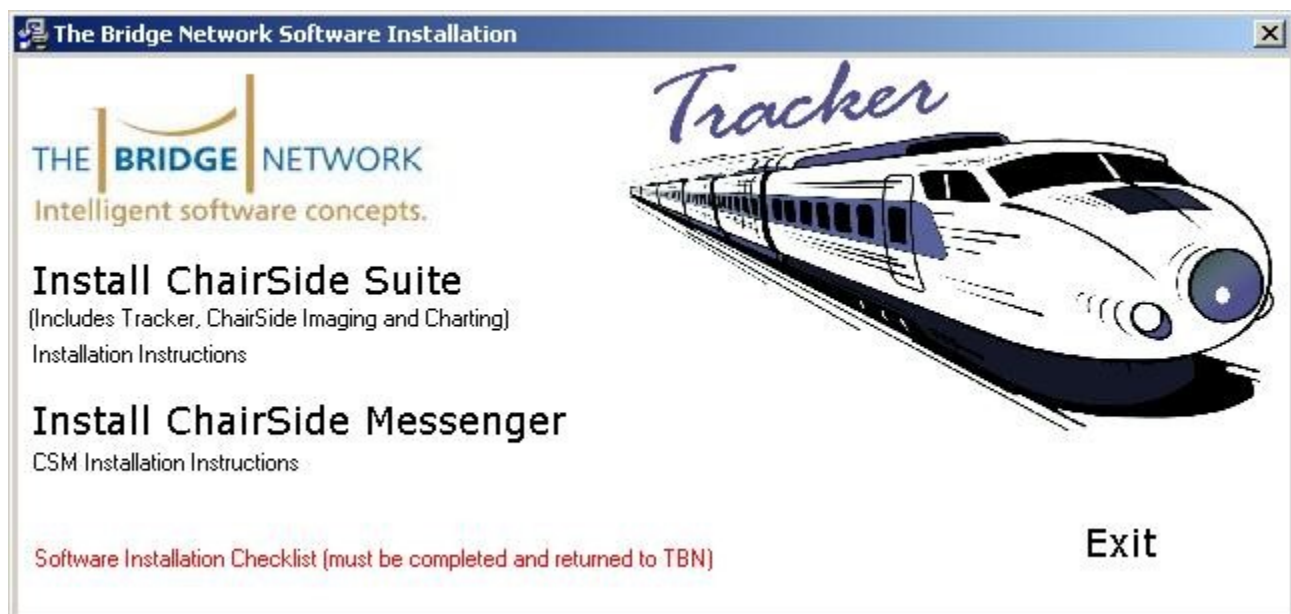 The Bridge Network Software Installation
Tracker
THE BRIDGE NETWORK
Intelligent software concepts.
Install ChairSide Suite
(Includes Tracker, ChairSide Imaging and Charting)
Installation Instructions
Install ChairSide Messenger
CSM Installation Instructions
Software Installation Checklist (must be completed and returned to TBN)
Exit